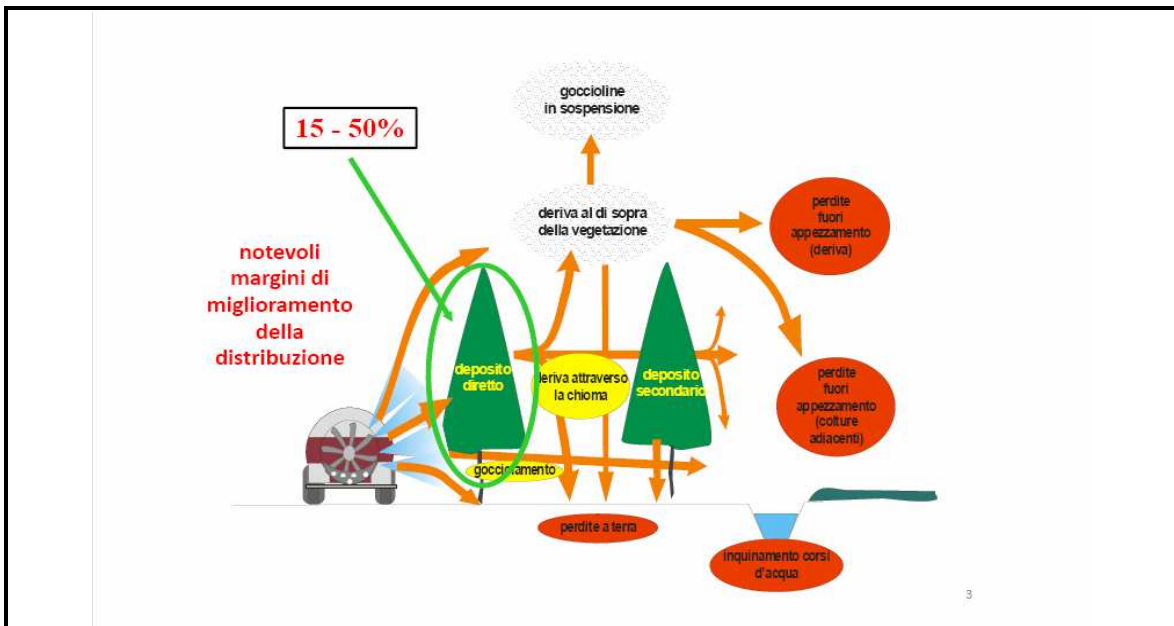 goccioline
in sospensione
15 - 50%
deriva al di sopra
della vegetazione
perdite
fuori
appezzamento
(deriva)
notevoli
margini di
miglioramento
della
distribuzione
deposito
diretto
deriva attraverso
la chioma
deposito
secondario
perdite
fuori
appezzamento
(colture
adiacenti)
gocciolamento
perdite a terra
inquinamento corsi
d'acqua
3